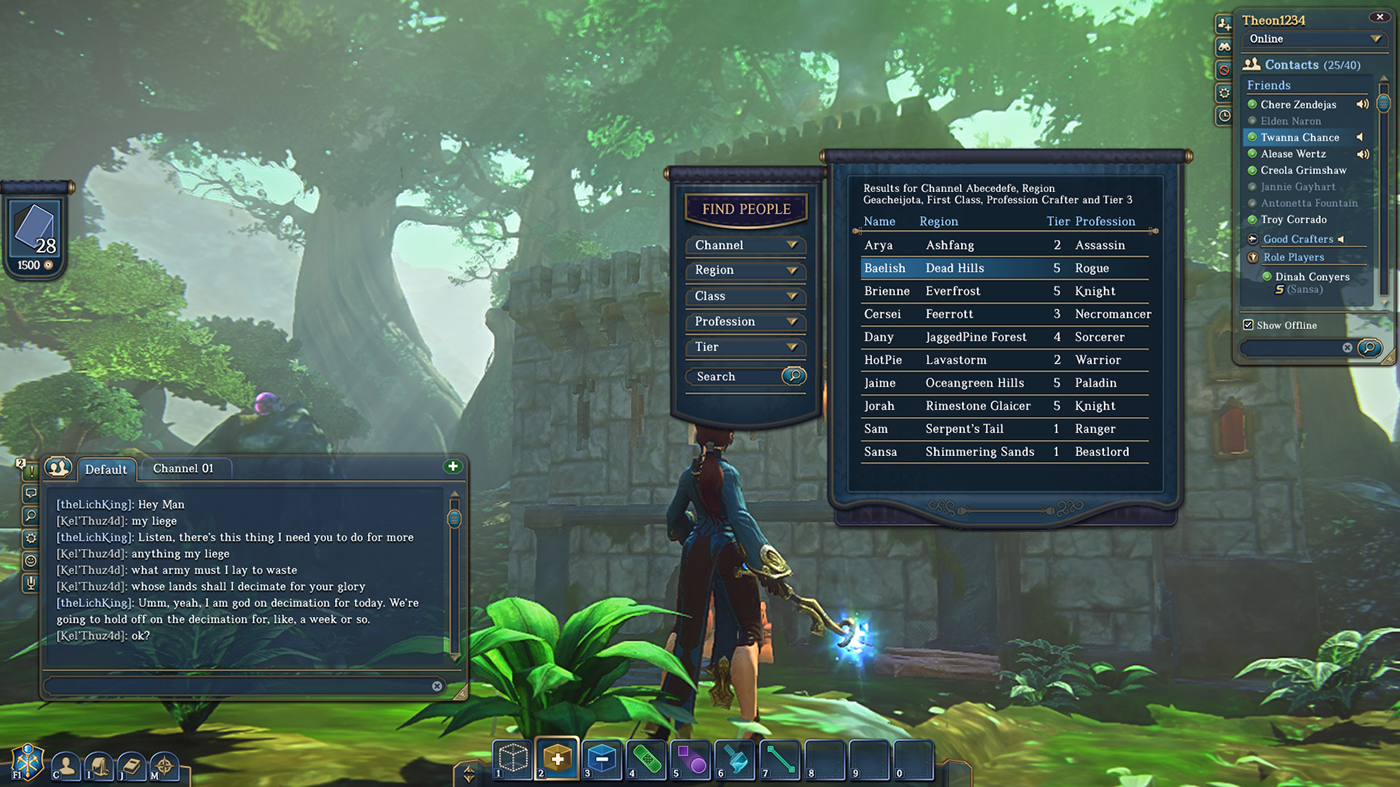 Theon1234
Online
Contacts (25/40)
Friends
Chere Zendejas
Elden Naron
Twanna Chance
Alease Wertz
Creola Grimshaw
Jannie Gayhart
Antonetta Fountain
Troy Corrado
Good Crafters
Role Players
Dinah Conyers
(Sansa)
Show Offline
28
1500
FIND PEOPLE
Channel
Region
Class
Profession
Tier
Search
Results for Channel Abecedefe, Region
Geacheijota, First Class, Profession Crafter and Tier 3
Name Region Tier Profession
Arya Ashfang 2 Assassin
Baelish Dead Hills 5 Rogue
Brienne Everfrost 5 Knight
Cersei Feerrott 3 Necromancer
Dany JaggedPine Forest 4 Sorcerer
HotPie Lavastorm 2 Warrior
Jaime Oceangreen Hills 5 Paladin
Jorah Rimestone Glaicer 5 Knight
Sam Serpent's Tail 1 Ranger
Sansa Shimmering Sands 1 Beastlord
Default Channel 01
[theLichKing]: Hey Man
[Kel'Thuz4d]: my liege
[theLichKing]: Listen, there's this thing I need you to do for more
[Kel'Thuz4d]: anything my liege
[Kel'Thuz4d]: what army must I lay to waste
[Kel'Thuz4d]: whose lands shall I decimate for your glory
[theLichKing]: Umm, yeah, I am god on decimation for today. We're
going to hold off on the decimation for, like, a week or so.
[Kel'Thuz4d]: ok?
F1 C I J M
1 2 3 4 5 6 7 8 9 0